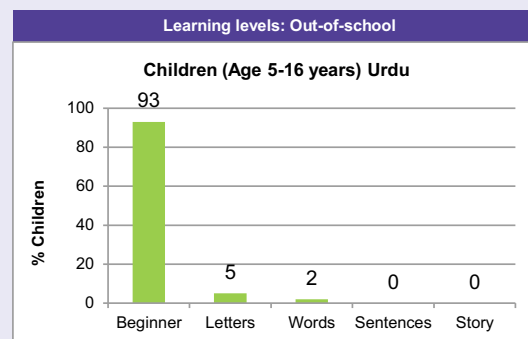 Learning levels: Out-of-school
Children (Age 5-16 years) Urdu
% Children
100
80
60
40
20
0
93
5
2
0
0
Beginner Letters Words Sentences Story